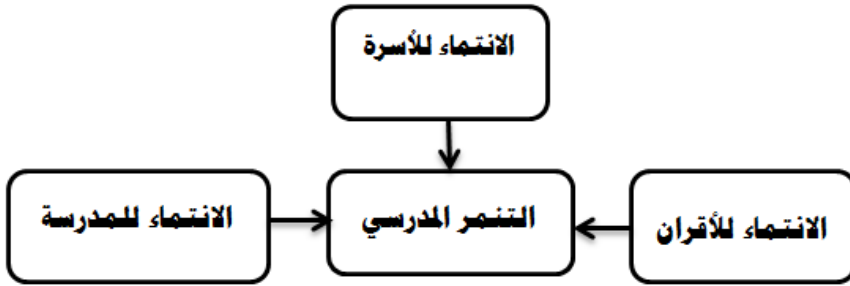 الانتماء للأسرة
الانتماء للأقران
التنمر المدرسي
الانتماء للمدرسة